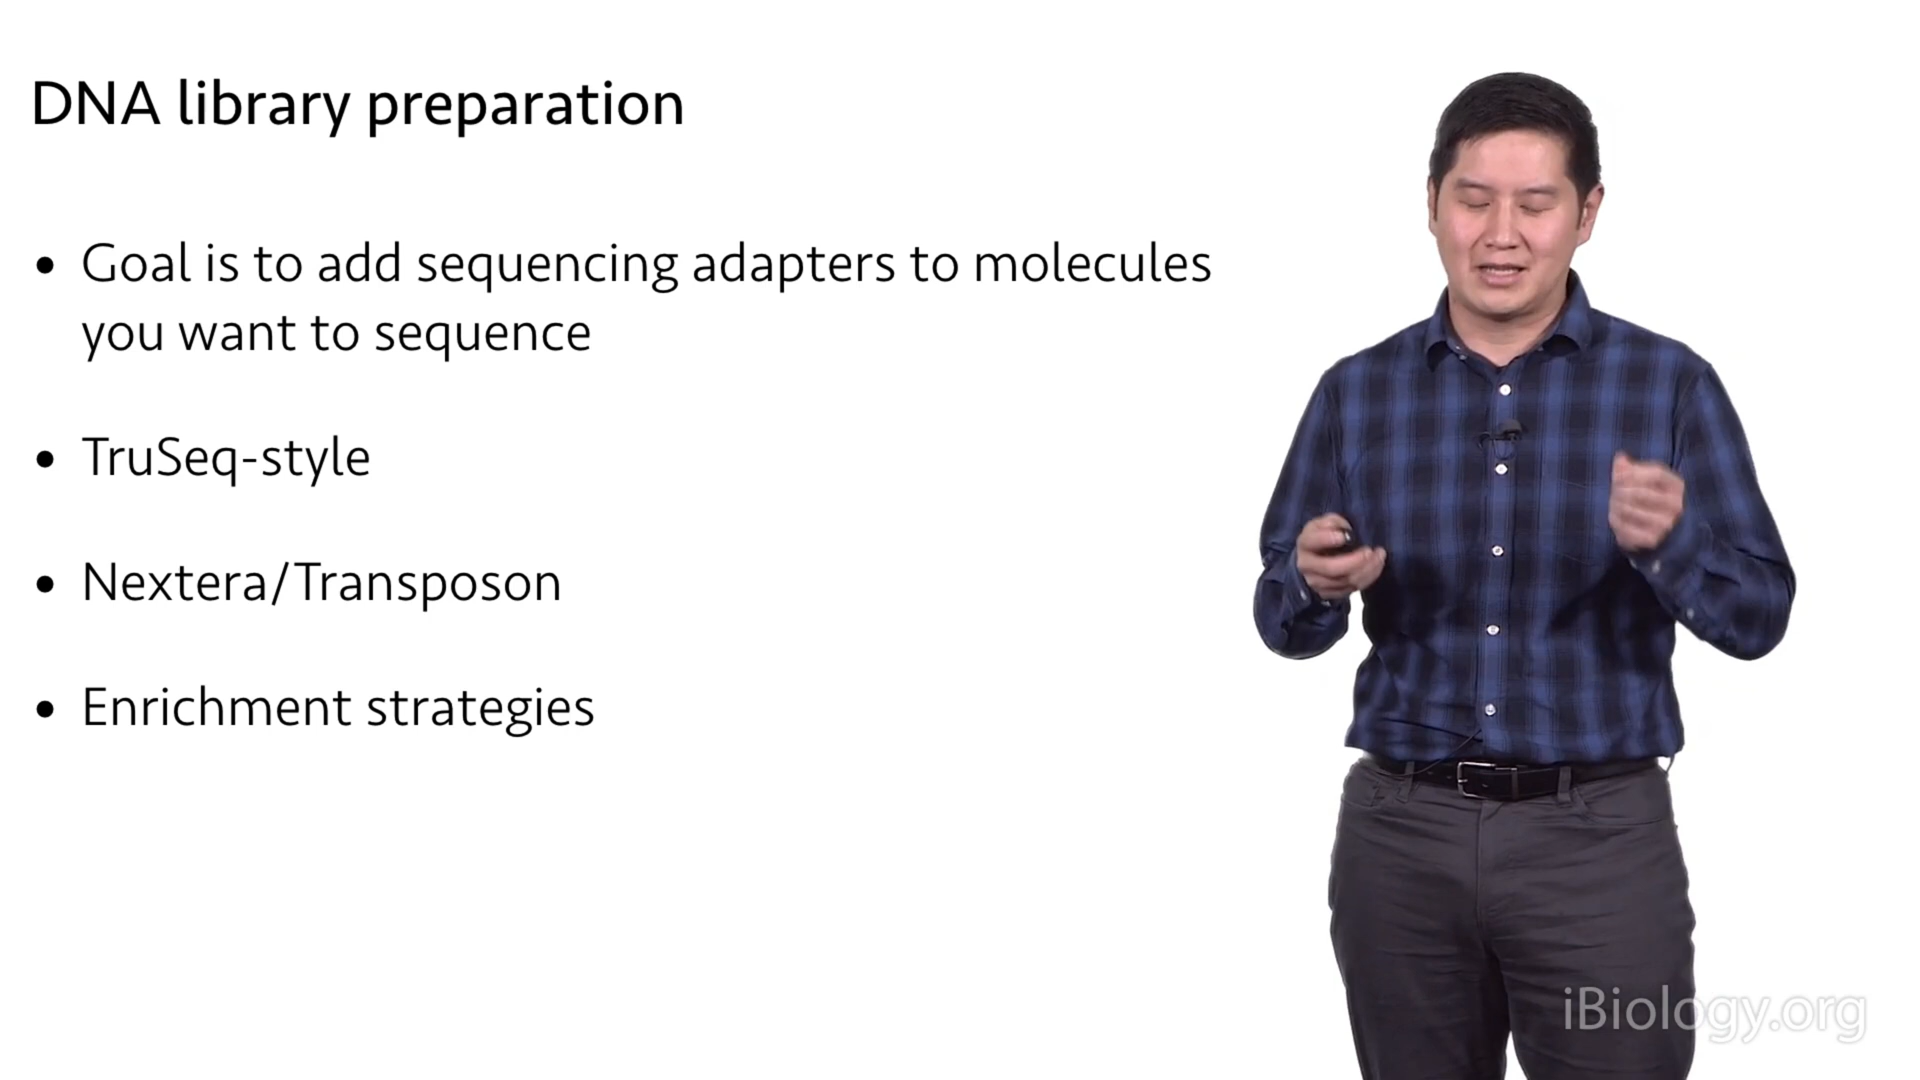 DNA library preparation
• Goal is to add sequencing adapters to molecules
you want to sequence
• TruSeq-style
• Nextera/Transposon
• Enrichment strategies
iBiology.org